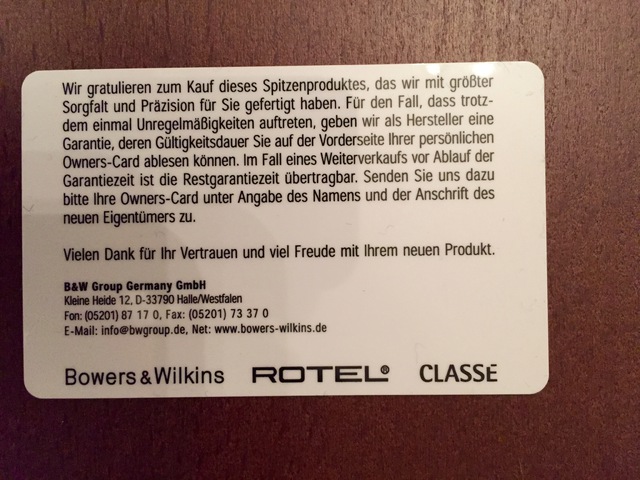 Wir gratulieren zum Kauf dieses Spitzenproduktes, das wir mit größter
Sorgfalt und Präzision für Sie gefertigt haben. Für den Fall, dass trotz-
dem einmal Unregelmäßigkeiten auftreten, geben wir als Hersteller eine
Garantie, deren Gültigkeitsdauer Sie auf der Vorderseite Ihrer persönlichen
Owners-Card ablesen können. Im Fall eines Weiterverkaufs vor Ablauf der
Garantiezeit ist die Restgarantiezeit übertragbar. Senden Sie uns dazu
bitte Ihre Owners-Card unter Angabe des Namens und der Anschrift des
neuen Eigentümers zu.
Vielen Dank für Ihr Vertrauen und viel Freude mit Ihrem neuen Produkt.
B&W Group Germany GmbH
Kleine Heide 12, D-33790 Halle/Westfalen
Fon: (05201) 87 17 0, Fax: (05201) 73 37 0
E-Mail: info@bwgroup.de, Net: www.bowers-wilkins.de
Bowers & Wilkins ROTEL® CLASSÉ